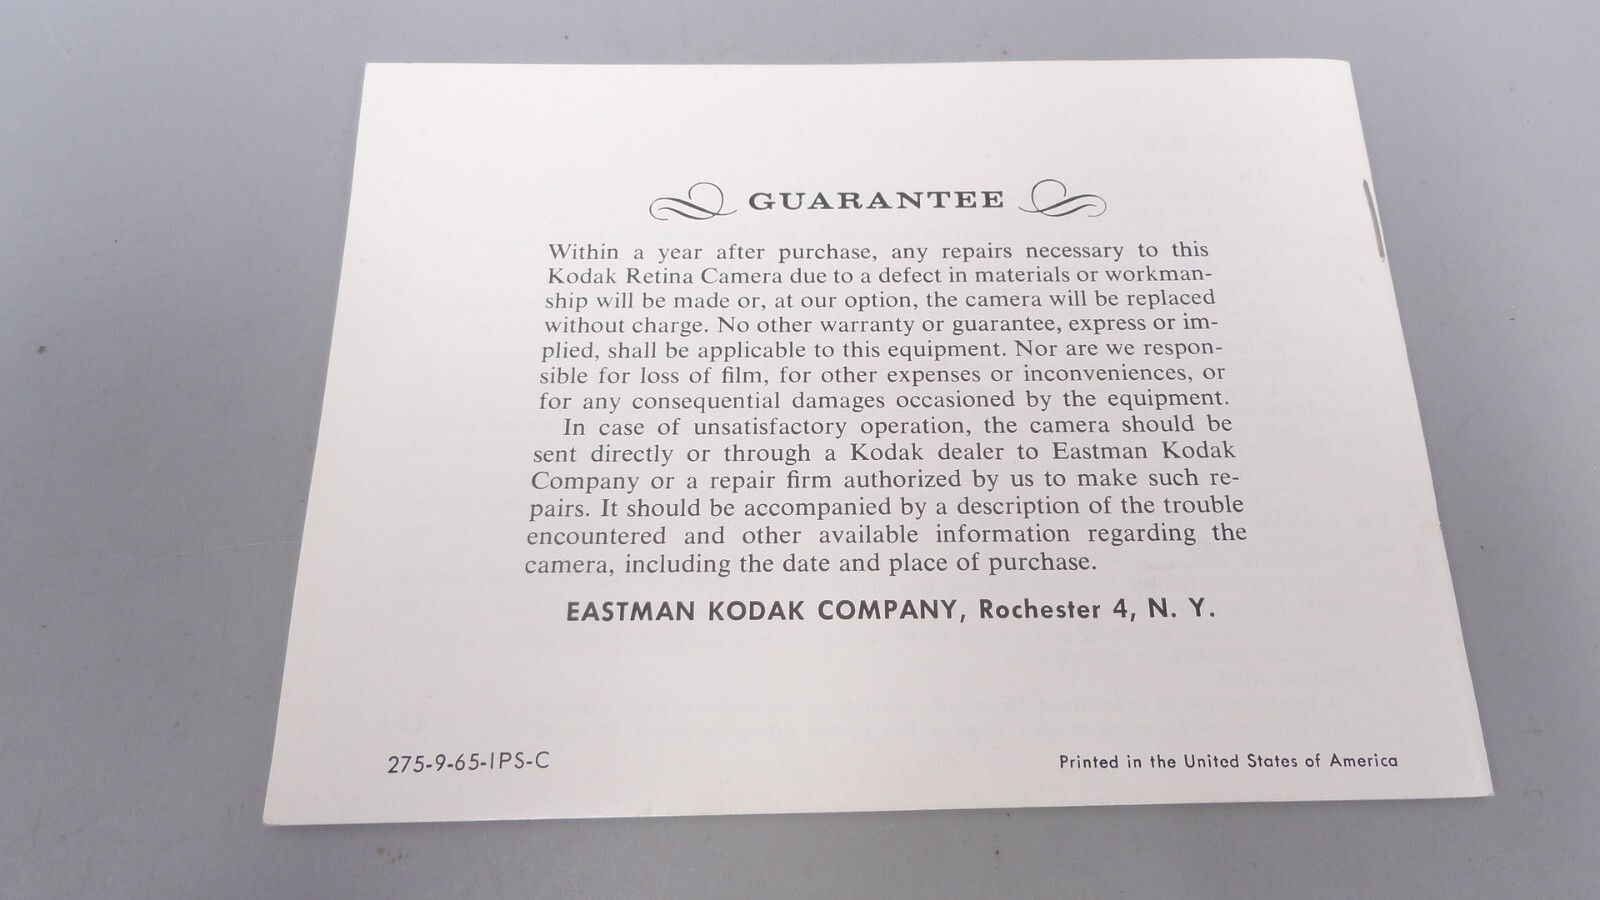 GUARANTEE
Within a year after purchase, any repairs necessary to this
Kodak Retina Camera due to a defect in materials or workman-
ship will be made or, at our option, the camera will be replaced
without charge. No other warranty or guarantee, express or im-
plied, shall be applicable to this equipment. Nor are we respon-
sible for loss of film, for other expenses or inconveniences, or
for any consequential damages occasioned by the equipment.
In case of unsatisfactory operation, the camera should be
sent directly or through a Kodak dealer to Eastman Kodak
Company or a repair firm authorized by us to make such re-
pairs. It should be accompanied by a description of the trouble
encountered and other available information regarding the
camera, including the date and place of purchase.
EASTMAN KODAK COMPANY, Rochester 4, N. Y.
275-9-65-IPS-C
Printed in the United States of America